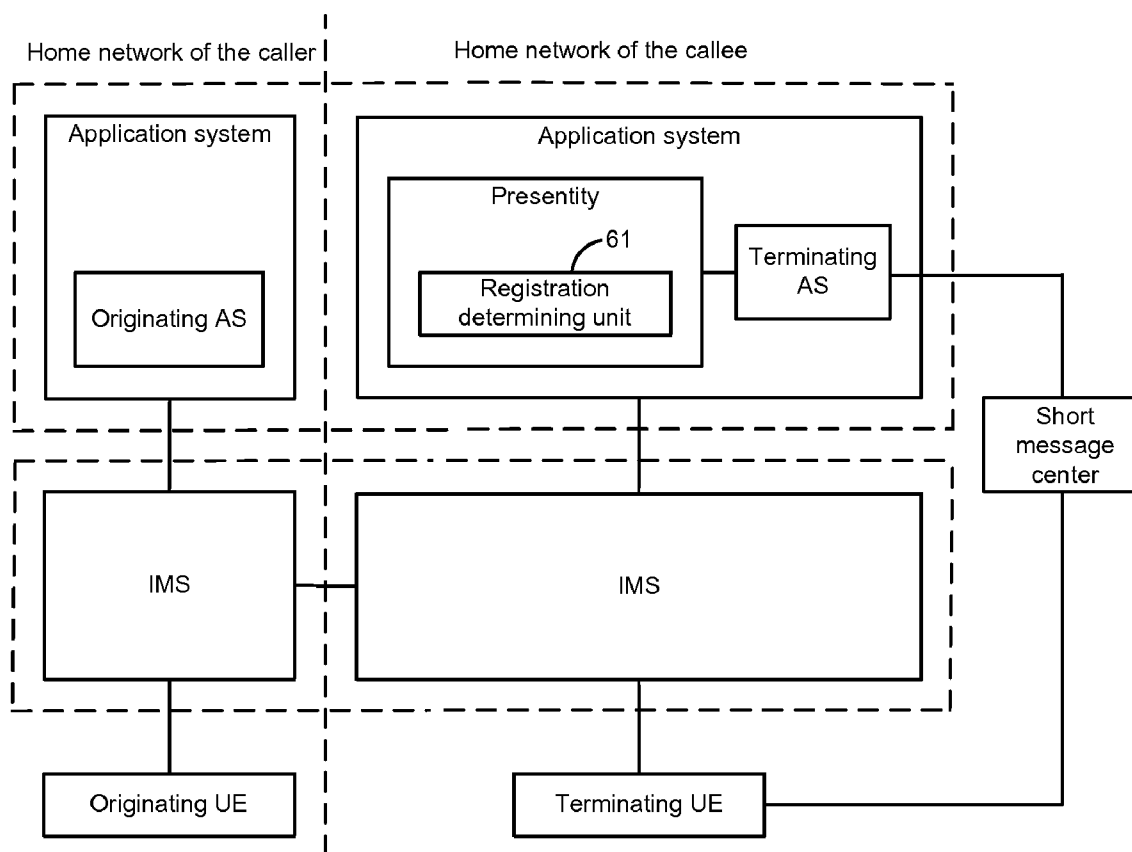 Home network of the caller
Home network of the callee
Application system
Originating AS
Application system
Presentity
61
Registration
determining unit
Terminating
AS
Short
message
center
IMS
IMS
Originating UE
Terminating UE